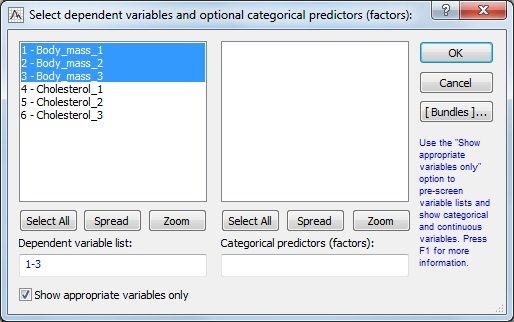 Select dependent variables and optional categorical predictors (factors):
1 - Body_mass_1
2 - Body_mass_2
3 - Body_mass_3
4 - Cholesterol_1
5 - Cholesterol_2
6 - Cholesterol_3
OK
Cancel
[ Bundles ]...
Use the "Show
appropriate
variables only"
option to
pre-screen
variable lists and
show categorical
and continuous
variables. Press
F1 for more
information.
Select All Spread Zoom
Select All Spread Zoom
Dependent variable list:
1-3
Categorical predictors (factors):
Show appropriate variables only